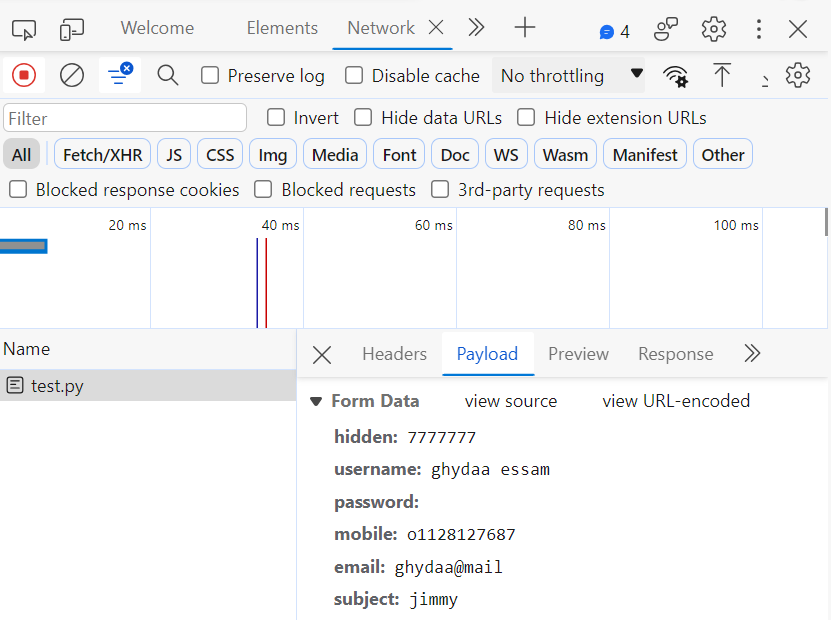 Welcome Elements Network 4
Preserve log Disable cache No throttling
Filter Invert Hide data URLs Hide extension URLs
All Fetch/XHR JS CSS Img Media Font Doc WS Wasm Manifest Other
Blocked response cookies Blocked requests 3rd-party requests
20 ms 40 ms 60 ms 80 ms 100 ms
Name Headers Payload Preview Response
test.py
Form Data view source view URL-encoded
hidden: 7777777
username: ghydaa essam
password:
mobile: o1128127687
email: ghydaa@mail
subject: jimmy